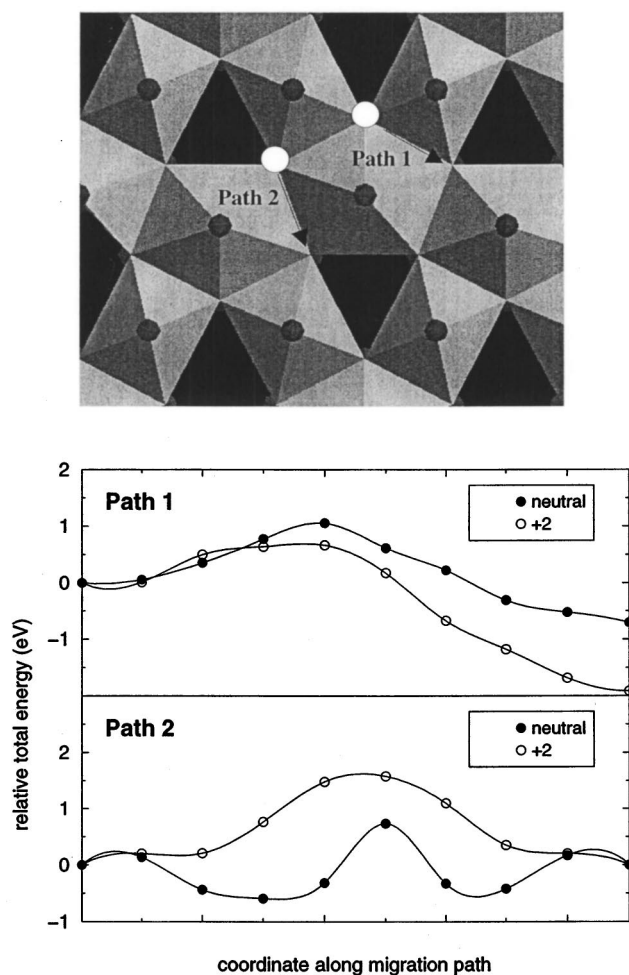 Path 1
Path 2
2
1
0
−1
Path 1
neutral
+2
2
1
0
−1
Path 2
neutral
+2
relative total energy (eV)
coordinate along migration path